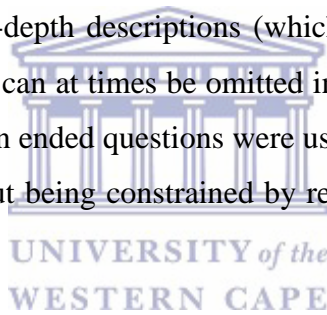 -depth descriptions (which
can at times be omitted in
n ended questions were us
ut being constrained by re
UNIVERSITY of the
WESTERN CAPE